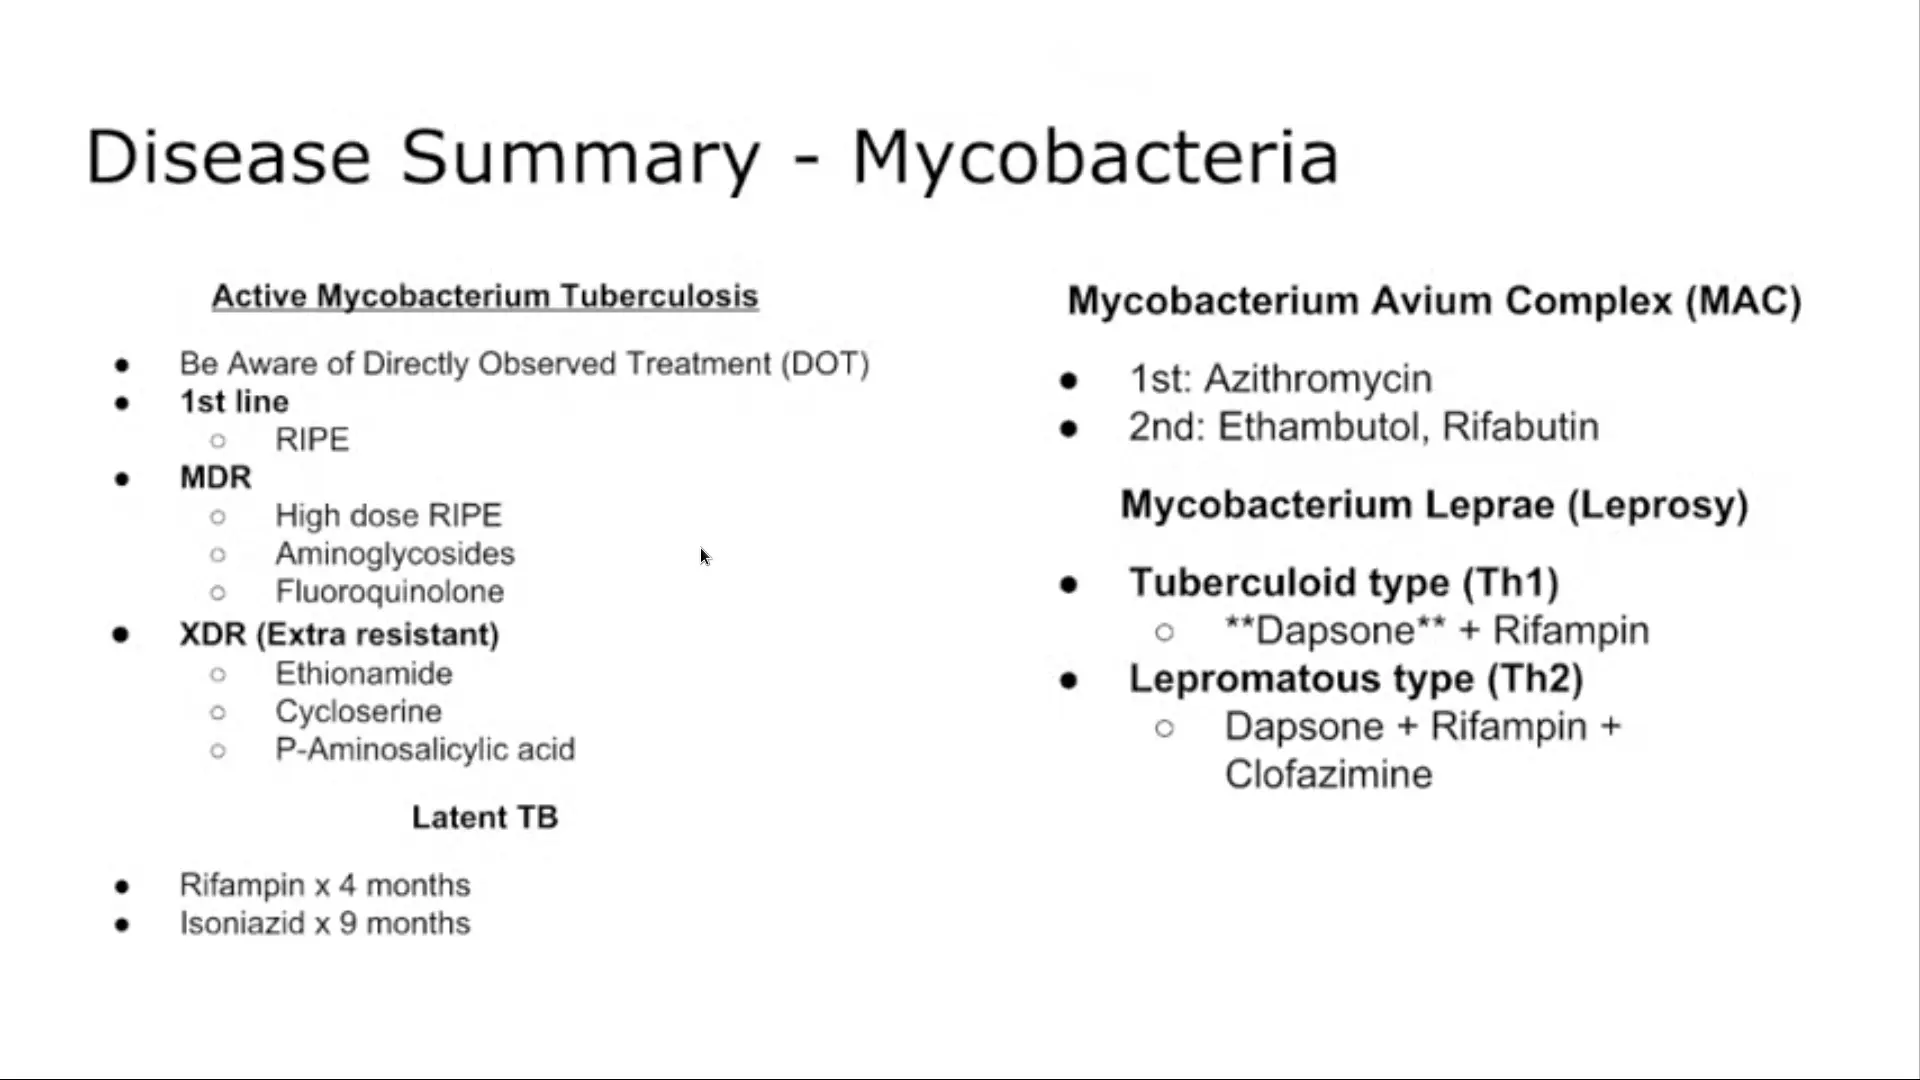 Disease Summary - Mycobacteria
Active Mycobacterium Tuberculosis
● Be Aware of Directly Observed Treatment (DOT)
● 1st line
○ RIPE
● MDR
○ High dose RIPE
○ Aminoglycosides
○ Fluoroquinolone
● XDR (Extra resistant)
○ Ethionamide
○ Cycloserine
○ P-Aminosalicylic acid
Latent TB
● Rifampin x 4 months
● Isoniazid x 9 months
Mycobacterium Avium Complex (MAC)
● 1st: Azithromycin
● 2nd: Ethambutol, Rifabutin
Mycobacterium Leprae (Leprosy)
● Tuberculoid type (Th1)
○ **Dapsone** + Rifampin
● Lepromatous type (Th2)
○ Dapsone + Rifampin +
Clofazimine